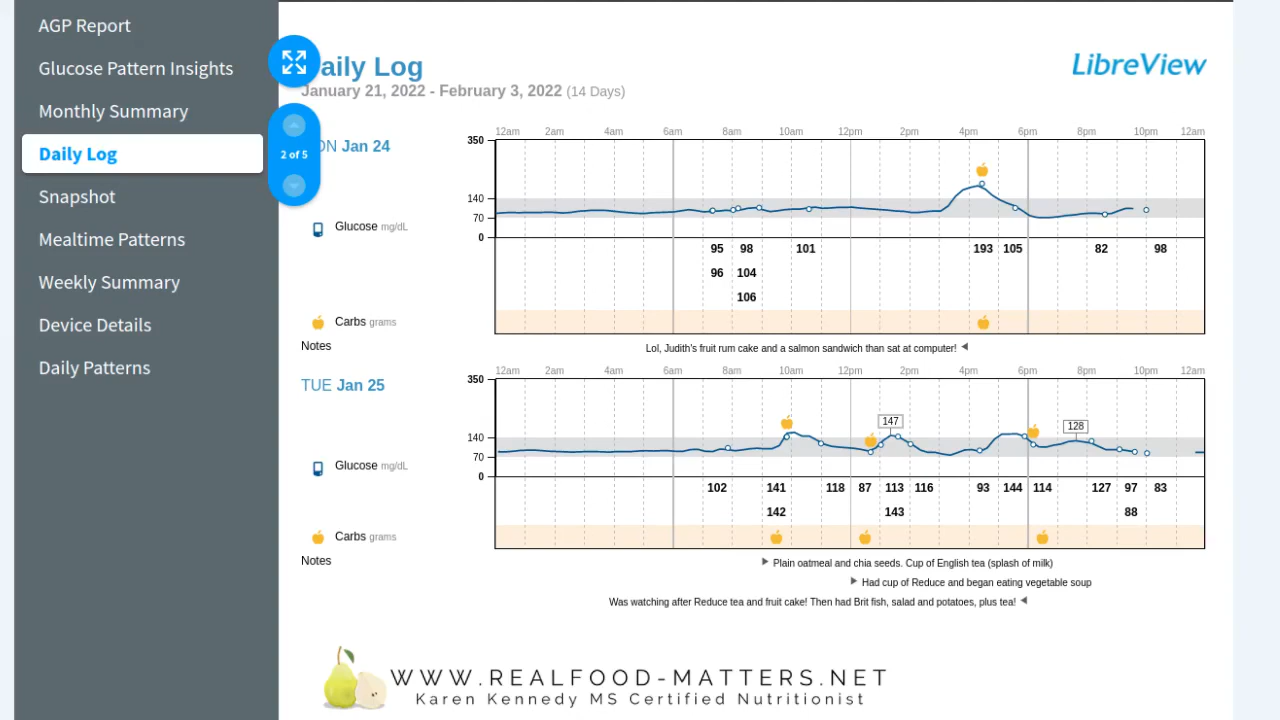 AGP Report
Glucose Pattern Insights
Monthly Summary
Daily Log
Snapshot
Mealtime Patterns
Weekly Summary
Device Details
Daily Patterns
2 of 5
aily Log
LibreView
January 21, 2022 - February 3, 2022 (14 Days)
12am 2am 4am 6am 8am 10am 12pm 2pm 4pm 6pm 8pm 10pm 12am
ON Jan 24
350
140
70
0
Glucose mg/dL
95 98 101 193 105 82 98
96 104
106
Carbs grams
Notes
Lol, Judith's fruit rum cake and a salmon sandwich than sat at computer!
12am 2am 4am 6am 8am 10am 12pm 2pm 4pm 6pm 8pm 10pm 12am
TUE Jan 25
350
147
128
140
70
0
Glucose mg/dL
102 141 118 87 113 116 93 144 114 127 97 83
142 143 88
Carbs grams
Notes
Plain oatmeal and chia seeds. Cup of English tea (splash of milk)
Had cup of Reduce and began eating vegetable soup
Was watching after Reduce tea and fruit cake! Then had Brit fish, salad and potatoes, plus tea!
WWW.REALFOOD-MATTERS.NET
Karen Kennedy MS Certified Nutritionist